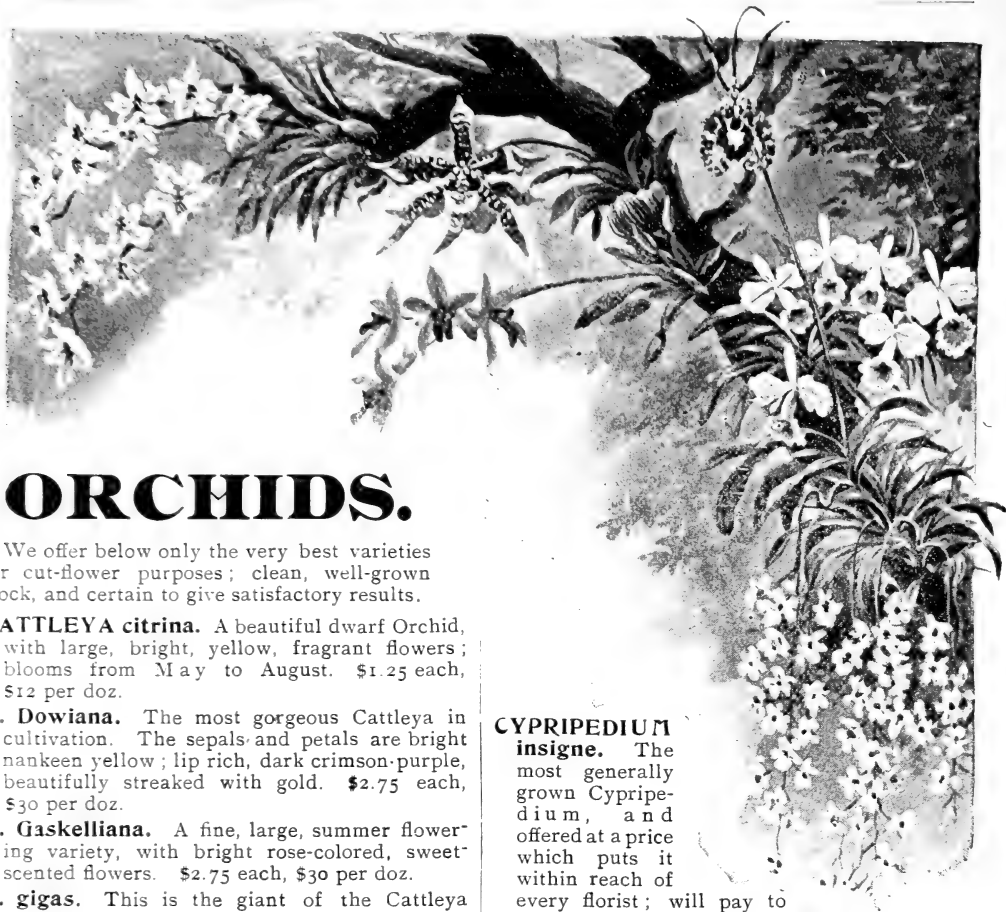 ORCHIDS.
We offer below only the very best varieties
r cut-flower purposes; clean, well-grown
ock, and certain to give satisfactory results.
ATTLEYA citrina. A beautiful dwarf Orchid,
with large, bright, yellow, fragrant flowers;
blooms from May to August. $1.25 each,
$12 per doz.
. Dowiana. The most gorgeous Cattleya in
cultivation. The sepals and petals are bright
nankeen yellow; lip rich, dark crimson-purple,
beautifully streaked with gold. $2.75 each,
$30 per doz.
. Gaskelliana. A fine, large, summer flower-
ing variety, with bright rose-colored, sweet-
scented flowers. $2.75 each, $30 per doz.
. gigas. This is the giant of the Cattleya
CYPRIPEDIUM
insigne. The
most generally
grown Cypripe-
dium, and
offered at a price
which puts it
within reach of
every florist; will pay to